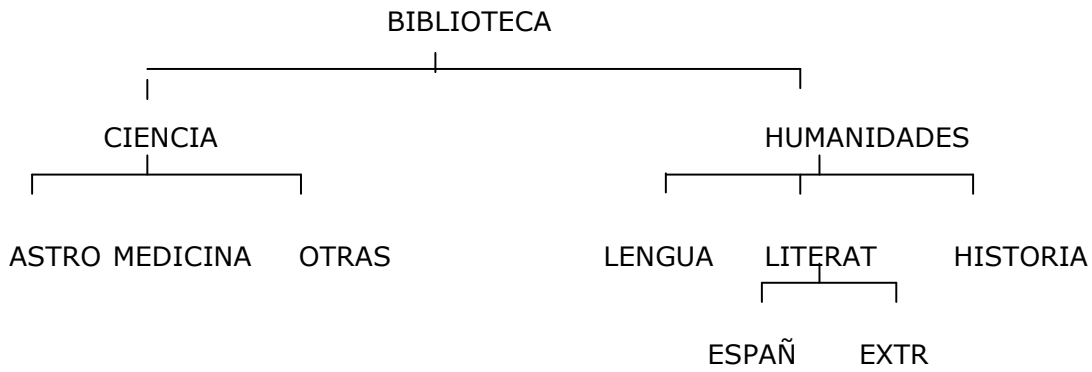 BIBLIOTECA
CIENCIA HUMANIDADES
ASTRO MEDICINA OTRAS LENGUA LITERAT HISTORIA
ESPAÑ EXTR